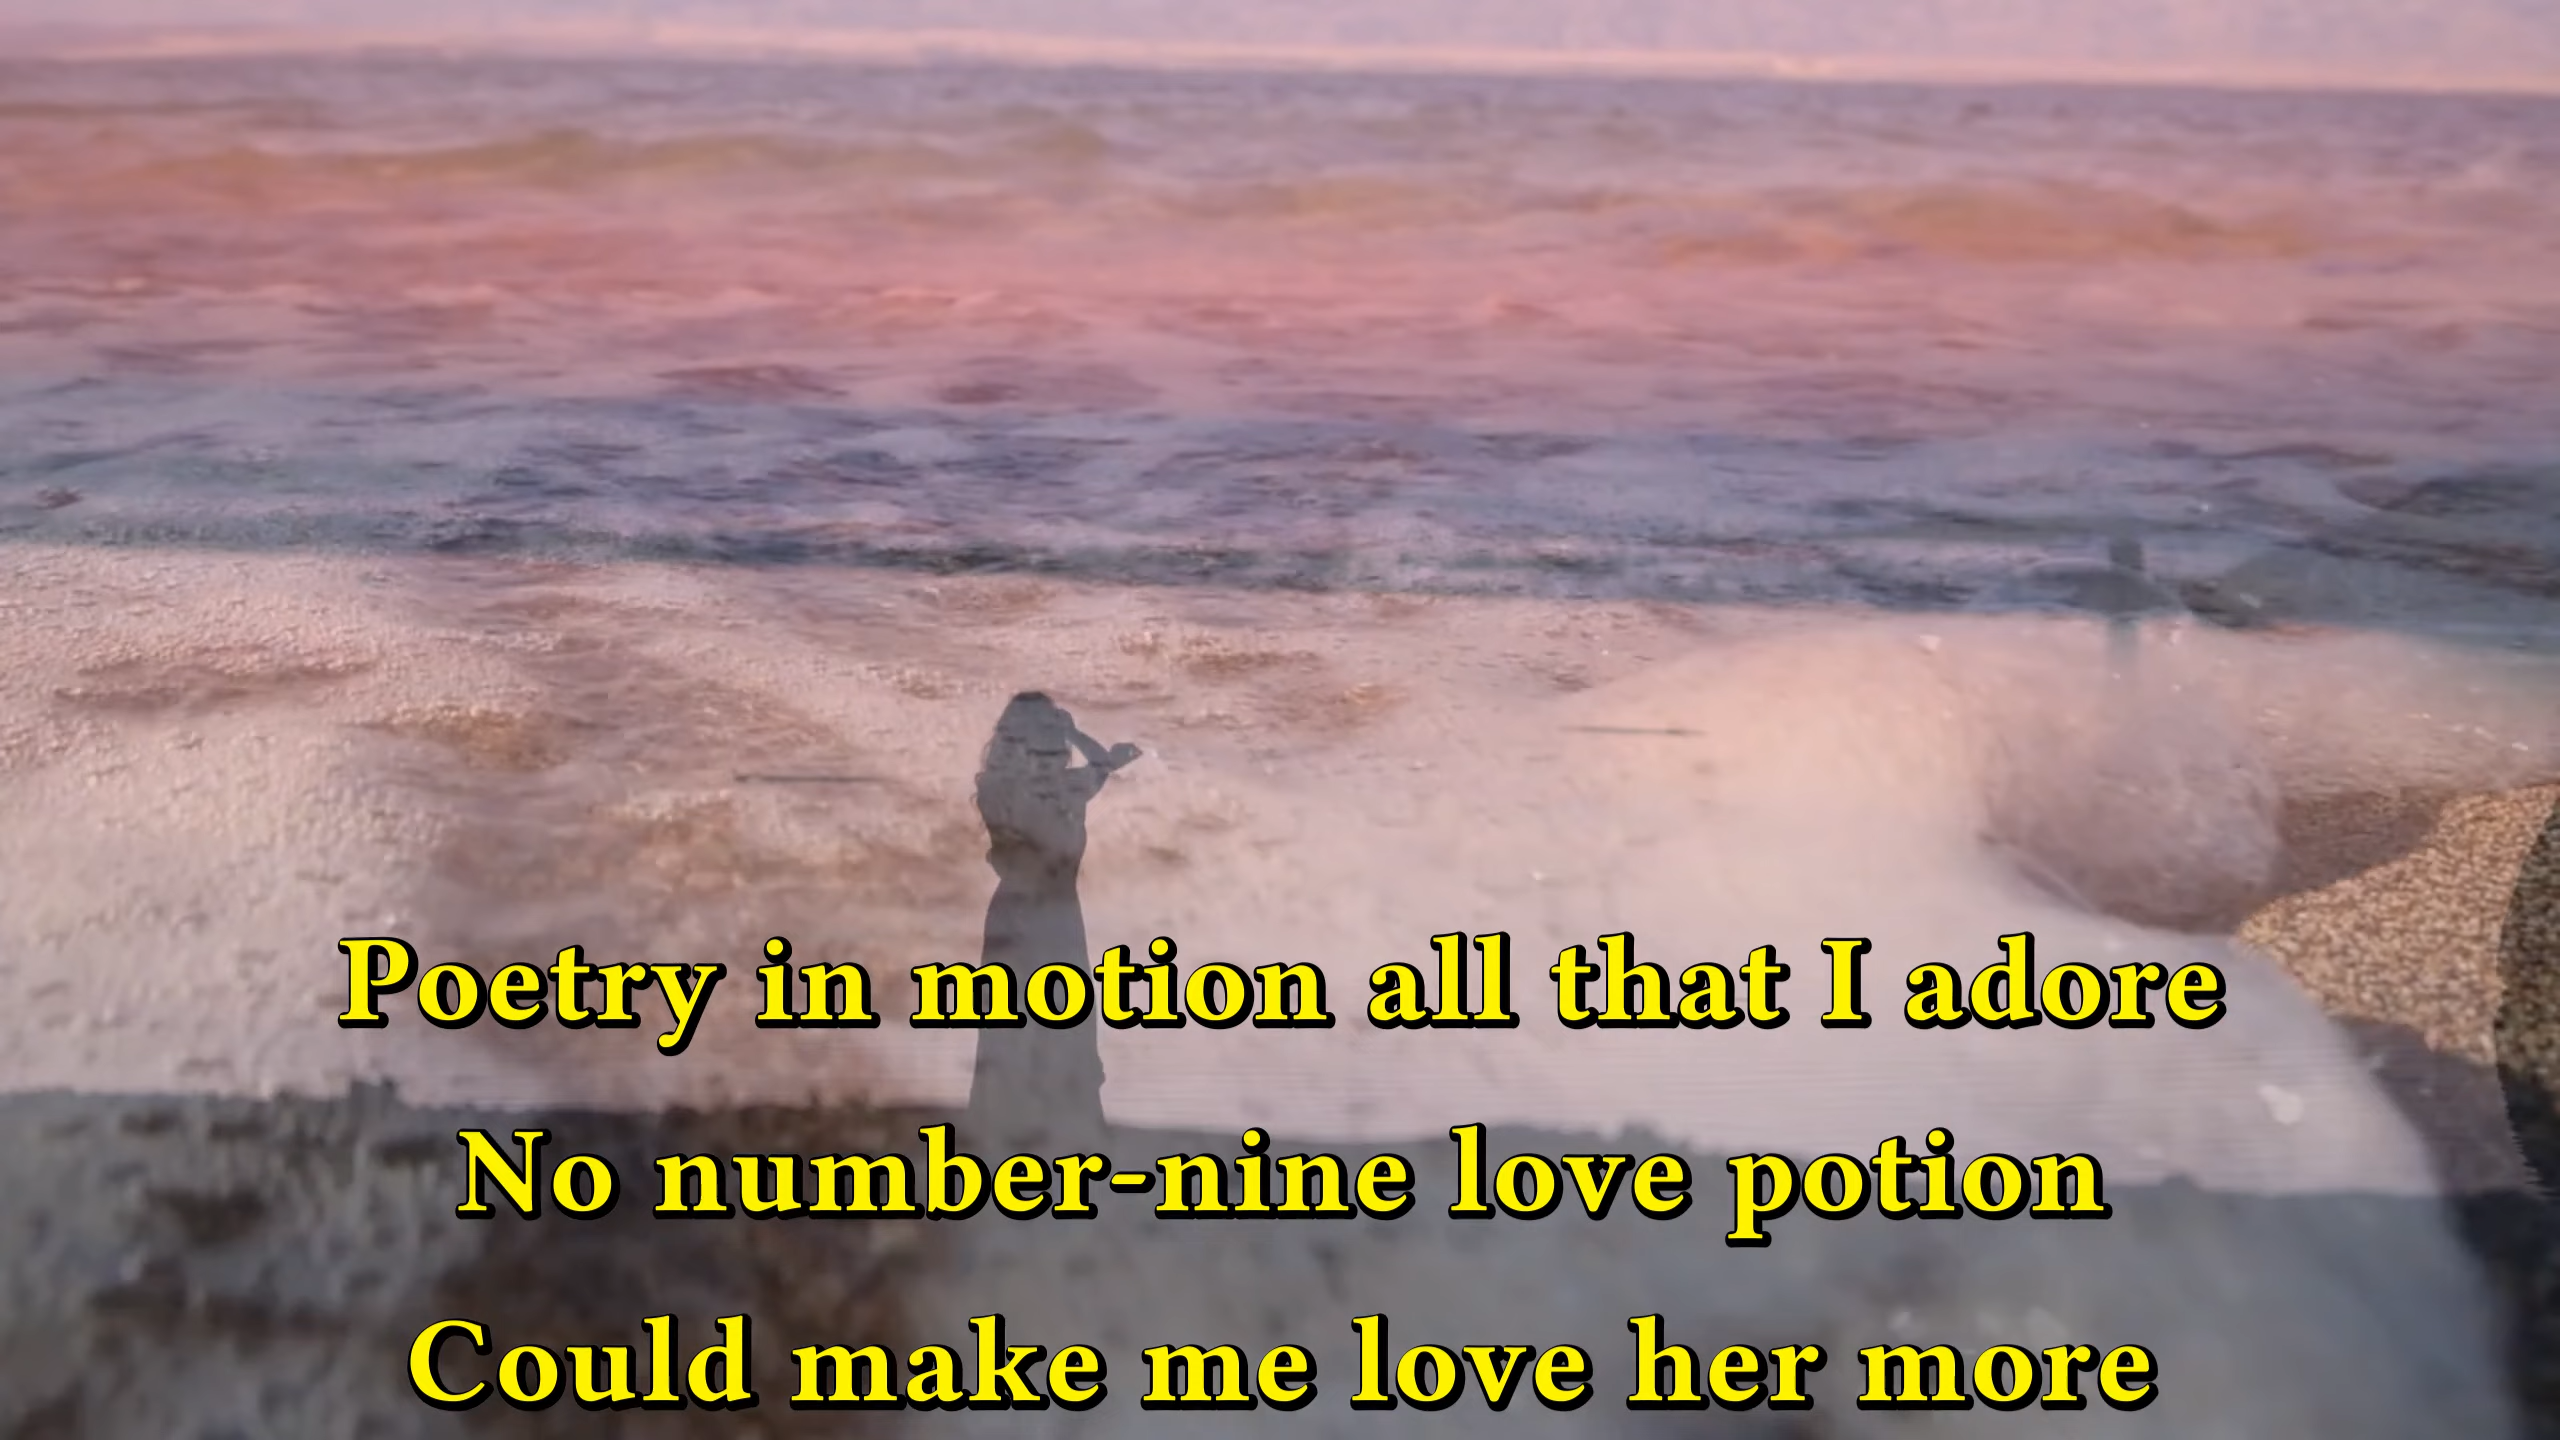 Poetry in motion all that I adore
No number-nine love potion
Could make me love her more